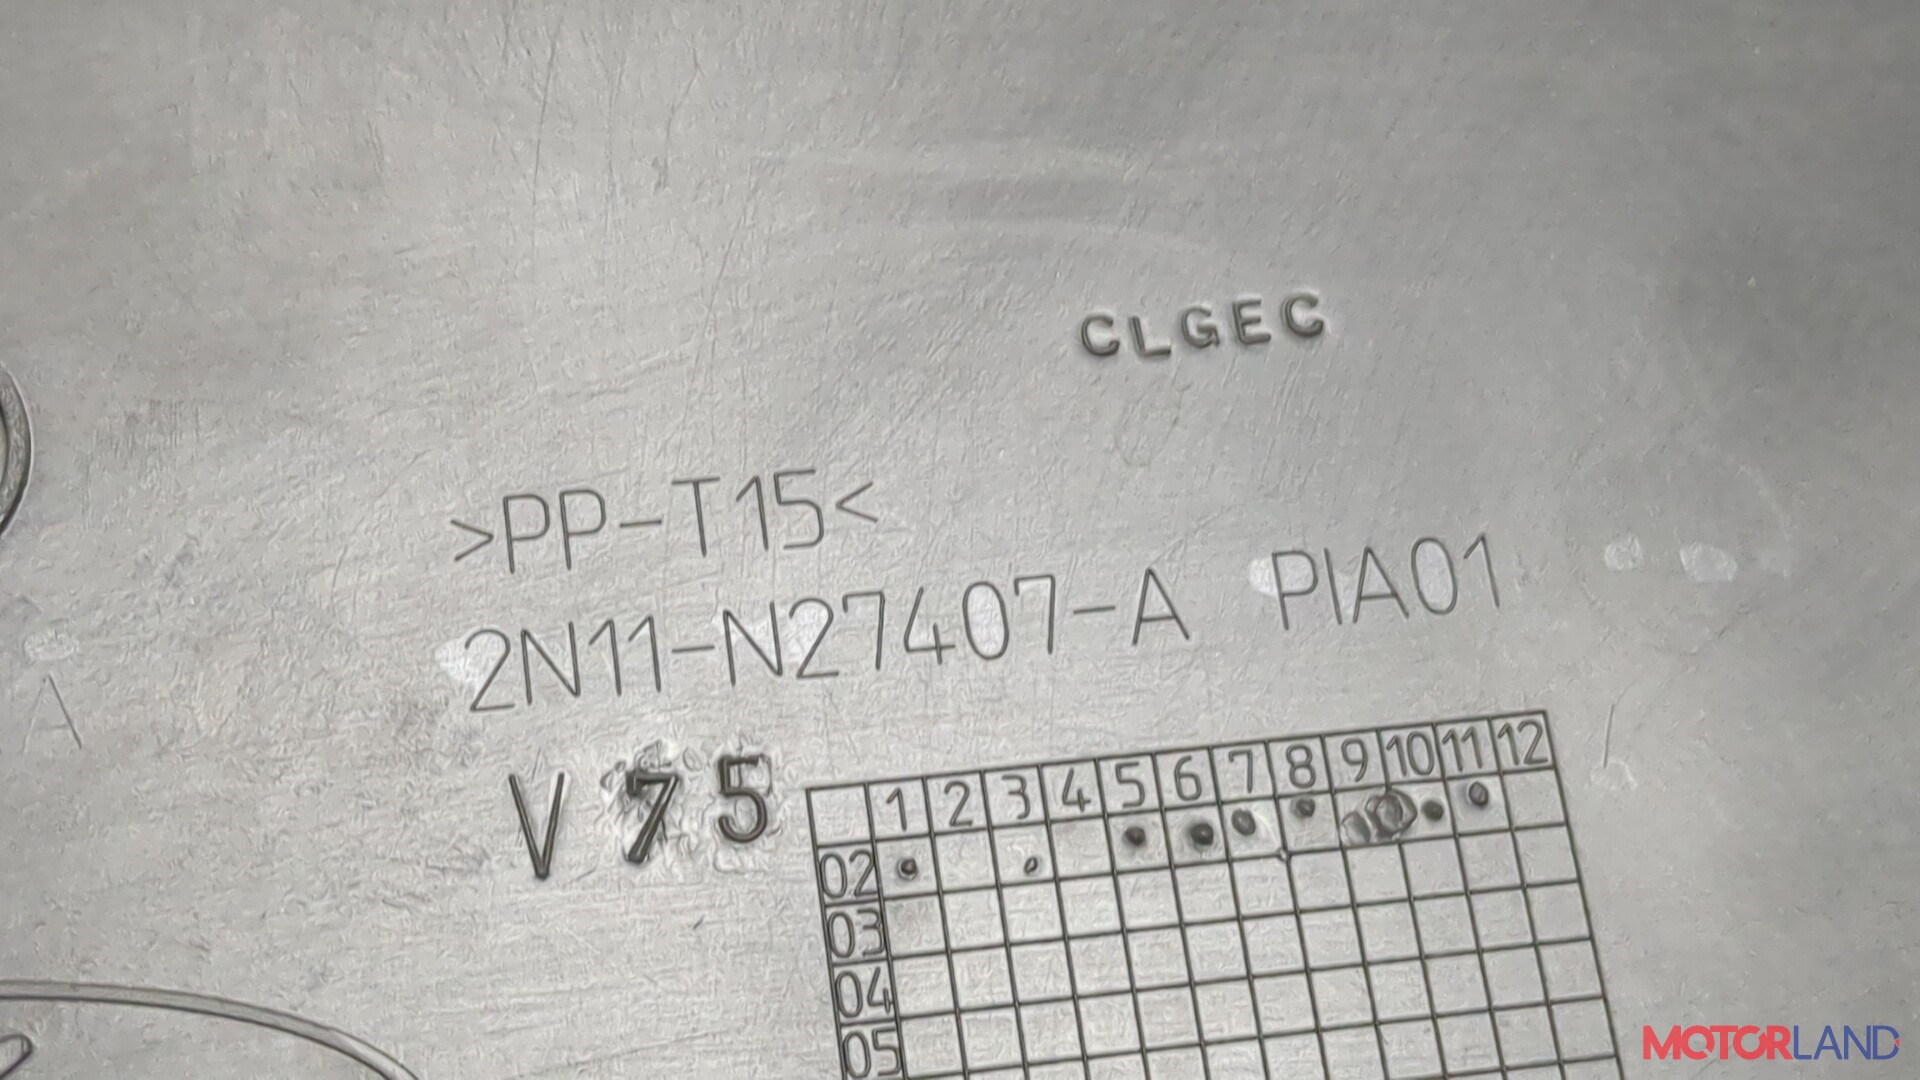 CLGEC
>PP-T15<
2N11-N27407-A PIA01
A
V 75
1 2 3 4 5 6 7 8 9 10 11 12
02
03
04
05
MOTORLAND